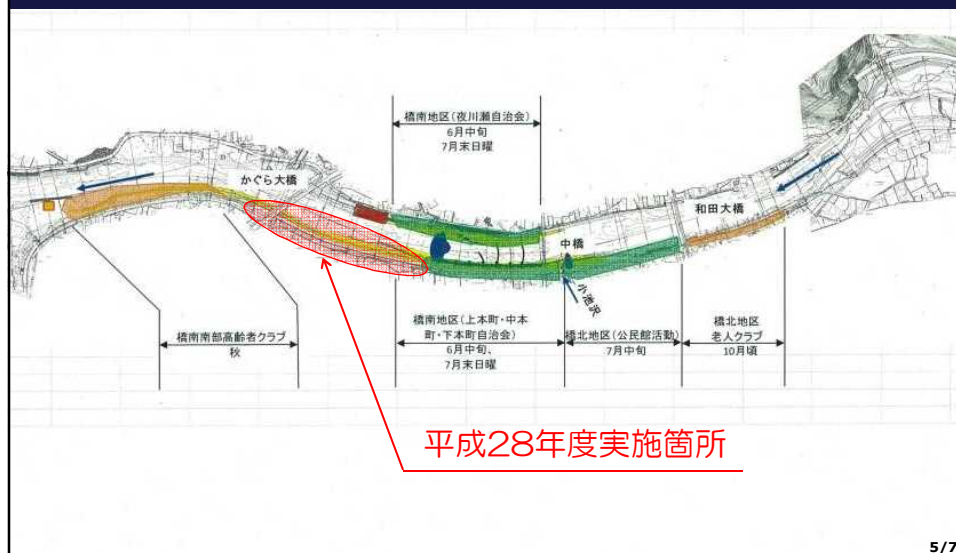 橋南地区(夜川瀬自治会)
6月中旬
7月末日曜
かぐら大橋
和田大橋
中橋
小池沢
橋南南部高齢者クラブ
秋
橋南地区(上本町・中本
町・下本町自治会)
6月中旬、
7月末日曜
橋北地区(公民館活動)
7月中旬
橋北地区
老人クラブ
10月頃
平成28年度実施箇所
5/7